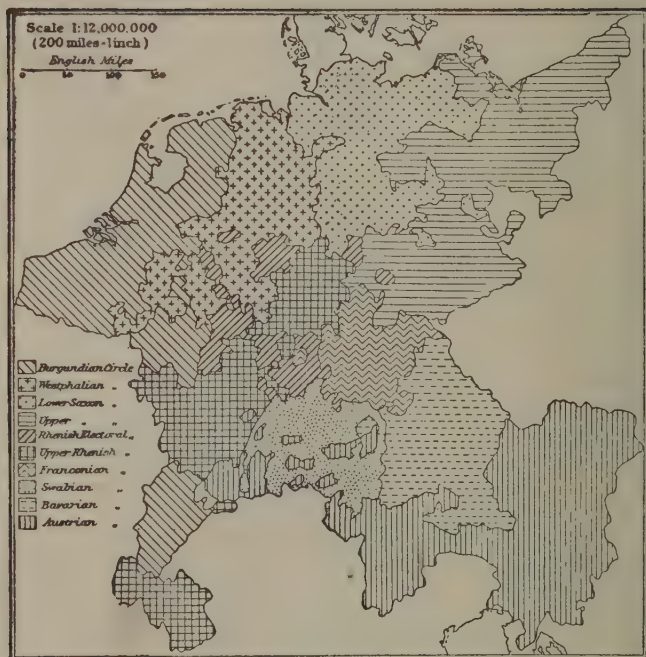 Scale 1:12,000,000
(200 miles-1inch)
English Miles
0 50 100 150
Burgundian Circle
Westphalian "
Lower Saxon "
Upper " "
Rhenish Electoral "
Upper Rhenish "
Franconian "
Swabian "
Bavarian "
Austrian "